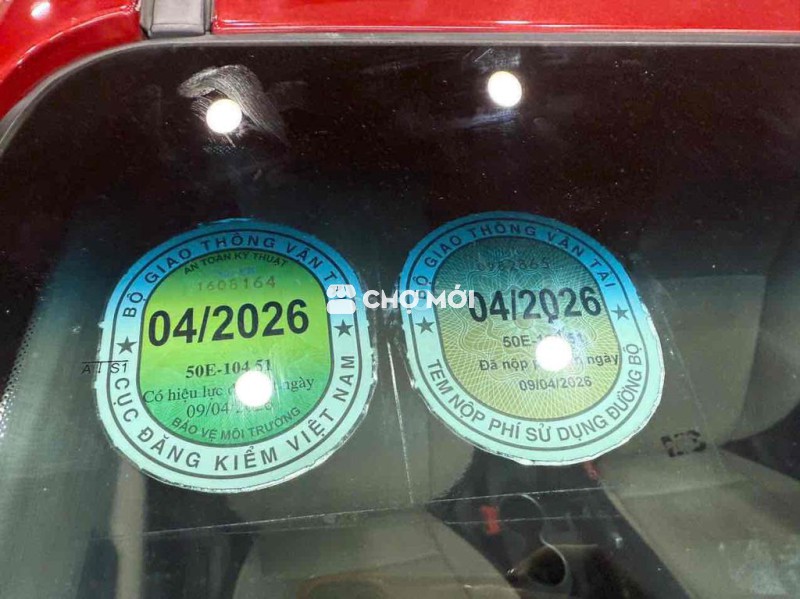 BỘ GIAO THÔNG VẬN TẢI
AN TOÀN KỸ THUẬT
1608164
04/2026
50E-104.51
Có hiệu lực ngày
09/04/2026
BẢO VỆ MÔI TRƯỜNG
CỤC ĐĂNG KIỂM VIỆT NAM
CHỢ MỚI
BỘ GIAO THÔNG VẬN TẢI
04/2026
50E-
Đã nộp ngày
09/04/2026
TEM NỘP PHÍ SỬ DỤNG ĐƯỜNG BỘ